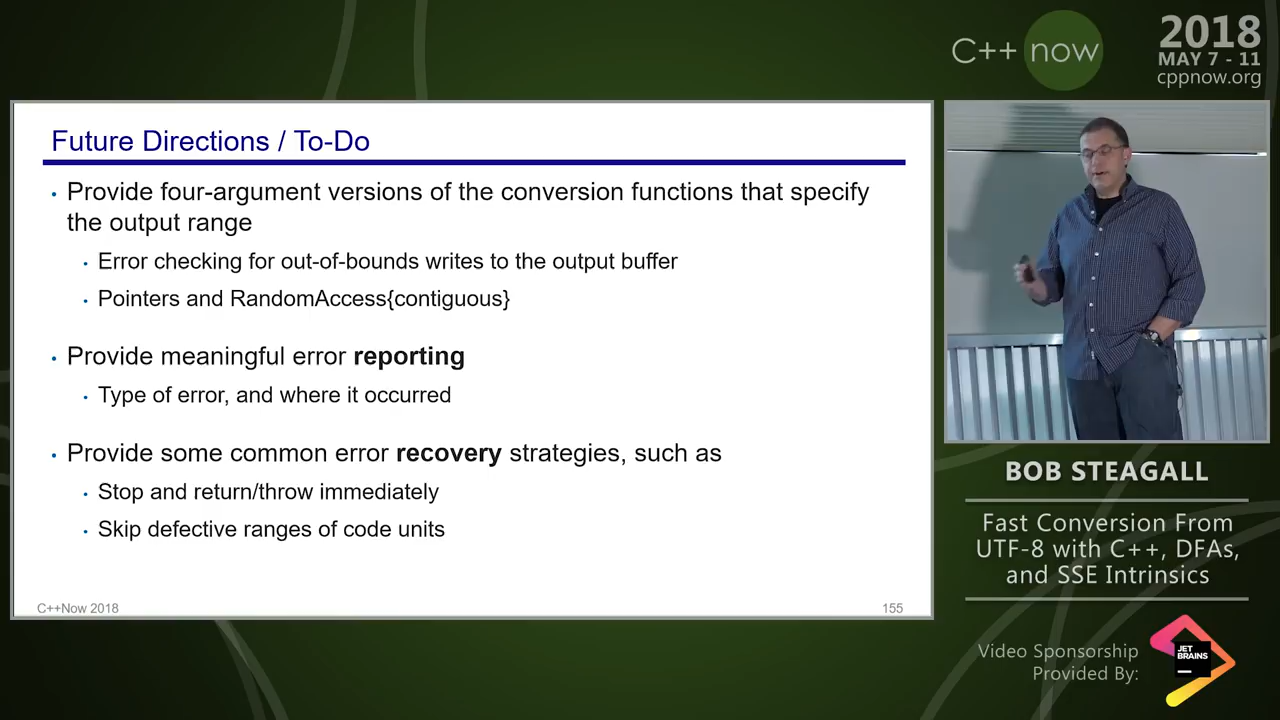 C++ now
2018
MAY 7 - 11
cppnow.org
Future Directions / To-Do
• Provide four-argument versions of the conversion functions that specify
the output range
• Error checking for out-of-bounds writes to the output buffer
• Pointers and RandomAccess{contiguous}
• Provide meaningful error reporting
• Type of error, and where it occurred
• Provide some common error recovery strategies, such as
• Stop and return/throw immediately
• Skip defective ranges of code units
C++Now 2018
155
BOB STEAGALL
Fast Conversion From
UTF-8 with C++, DFAs,
and SSE Intrinsics
Video Sponsorship
Provided By:
JET
BRAINS